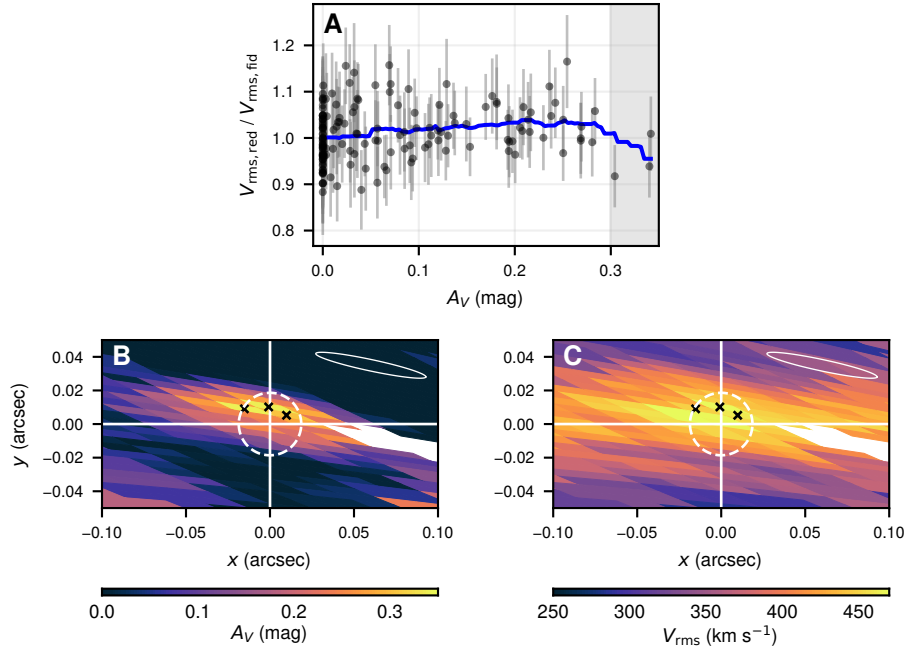 A
1.2
1.1
1.0
0.9
0.8
V_rms,red / V_rms,fid
0.0 0.1 0.2 0.3
A_V (mag)
B
0.04
0.02
0.00
−0.02
−0.04
y (arcsec)
−0.10 −0.05 0.00 0.05 0.10
x (arcsec)
0.0 0.1 0.2 0.3
A_V (mag)
C
0.04
0.02
0.00
−0.02
−0.04
−0.10 −0.05 0.00 0.05 0.10
x (arcsec)
250 300 350 400 450
V_rms (km s⁻¹)